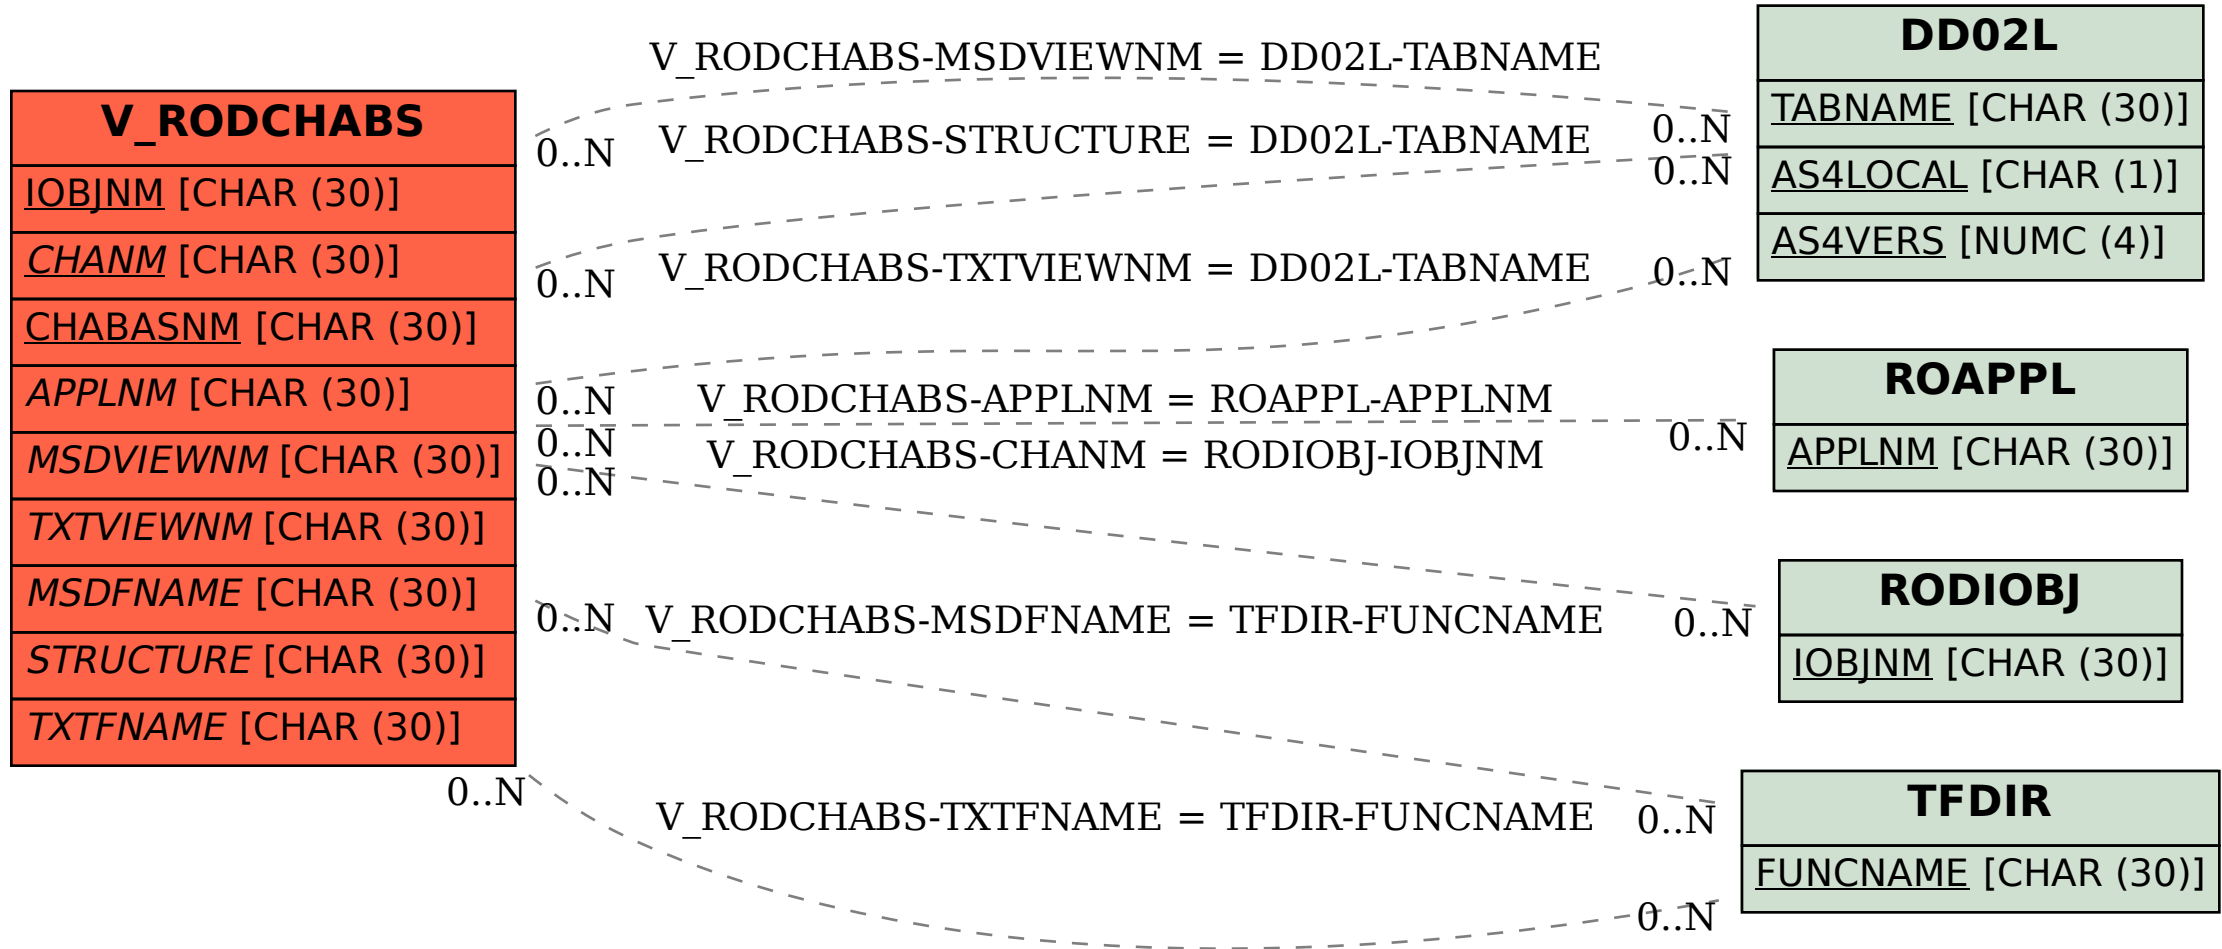 V_RODCHABS
IOBJNM [CHAR (30)]
CHANM [CHAR (30)]
CHABASNM [CHAR (30)]
APPLNM [CHAR (30)]
MSDVIEWNM [CHAR (30)]
TXTVIEWNM [CHAR (30)]
MSDFNAME [CHAR (30)]
STRUCTURE [CHAR (30)]
TXTFNAME [CHAR (30)]
V_RODCHABS-MSDVIEWNM = DD02L-TABNAME
0..N
0..N
V_RODCHABS-STRUCTURE = DD02L-TABNAME
0..N
0..N
V_RODCHABS-TXTVIEWNM = DD02L-TABNAME
0..N
0..N
V_RODCHABS-APPLNM = ROAPPL-APPLNM
0..N
0..N
V_RODCHABS-CHANM = RODIOBJ-IOBJNM
0..N
0..N
V_RODCHABS-MSDFNAME = TFDIR-FUNCNAME
0..N
0..N
V_RODCHABS-TXTFNAME = TFDIR-FUNCNAME
0..N
0..N
DD02L
TABNAME [CHAR (30)]
AS4LOCAL [CHAR (1)]
AS4VERS [NUMC (4)]
ROAPPL
APPLNM [CHAR (30)]
RODIOBJ
IOBJNM [CHAR (30)]
TFDIR
FUNCNAME [CHAR (30)]